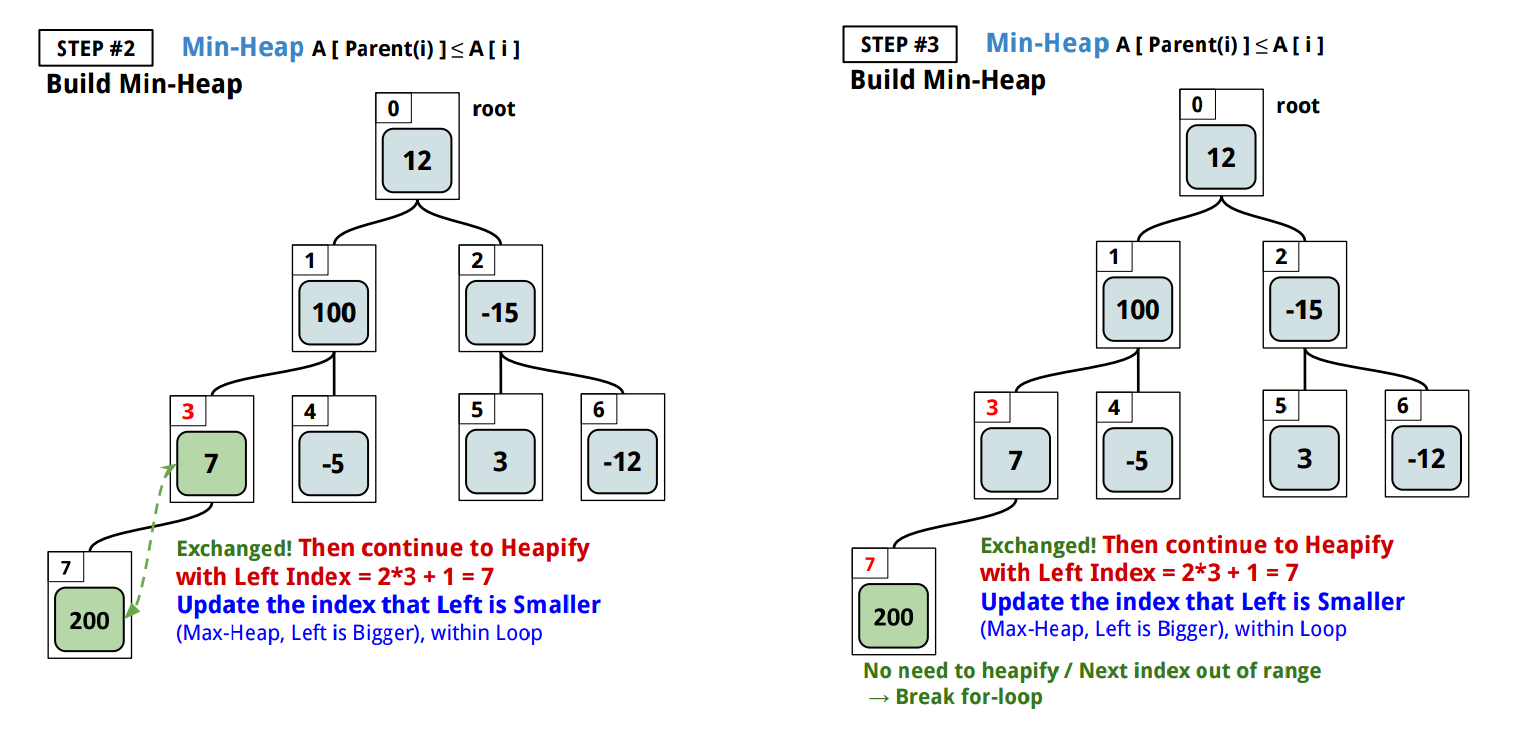 STEP #2
Min-Heap A [ Parent(i) ] ≤ A [ i ]
Build Min-Heap
0
root
12
1
2
100
-15
3
4
5
6
7
-5
3
-12
7
200
Exchanged! Then continue to Heapify
with Left Index = 2*3 + 1 = 7
Update the index that Left is Smaller
(Max-Heap, Left is Bigger), within Loop
STEP #3
Min-Heap A [ Parent(i) ] ≤ A [ i ]
Build Min-Heap
0
root
12
1
2
100
-15
3
4
5
6
7
-5
3
-12
7
200
Exchanged! Then continue to Heapify
with Left Index = 2*3 + 1 = 7
Update the index that Left is Smaller
(Max-Heap, Left is Bigger), within Loop
No need to heapify / Next index out of range
→ Break for-loop